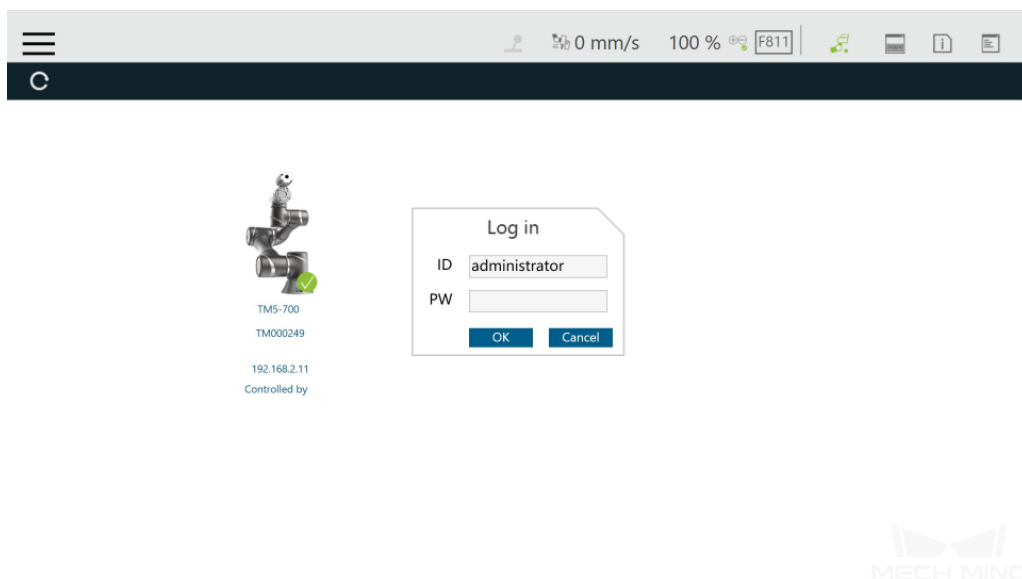 0 mm/s 100 % F811
Log in
ID administrator
PW
OK Cancel
TM5-700
TM000249
192.168.2.11
Controlled by
MECH MIND